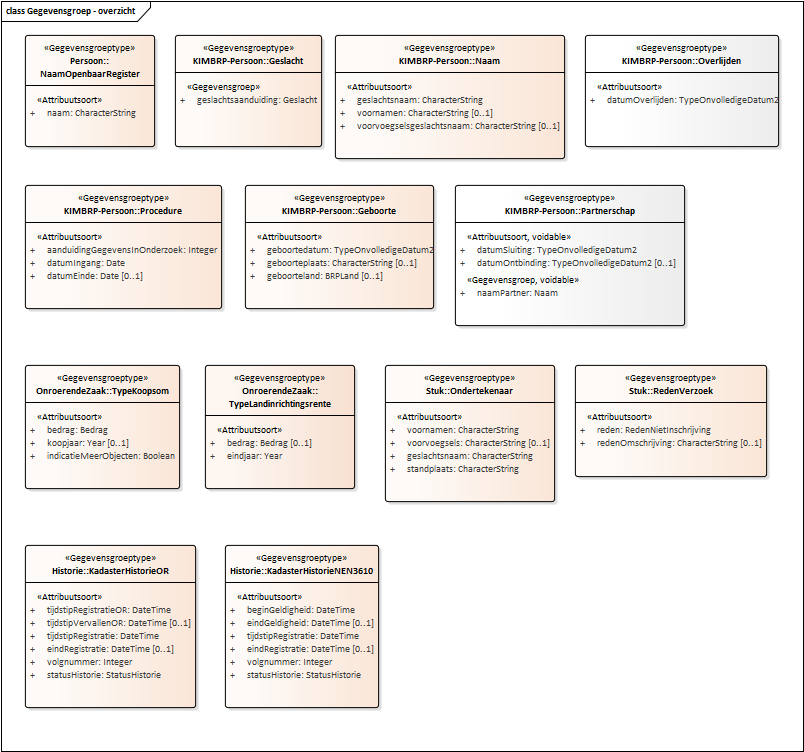 class Gegevensgroep - overzicht
«Gegevensgroeptype»
Persoon::
NaamOpenbaarRegister
«Attribuutsoort»
+ naam: CharacterString
«Gegevensgroeptype»
KIMBRP-Persoon::Geslacht
«Gegevensgroep»
+ geslachtsaanduiding: Geslacht
«Gegevensgroeptype»
KIMBRP-Persoon::Naam
«Attribuutsoort»
+ geslachtsnaam: CharacterString
+ voornamen: CharacterString [0..1]
+ voorvoegselsgeslachtsnaam: CharacterString [0..1]
«Gegevensgroeptype»
KIMBRP-Persoon::Overlijden
«Attribuutsoort»
+ datumOverlijden: TypeOnvolledigeDatum2
«Gegevensgroeptype»
KIMBRP-Persoon::Procedure
«Attribuutsoort»
+ aanduidingGegevensInOnderzoek: Integer
+ datumIngang: Date
+ datumEinde: Date [0..1]
«Gegevensgroeptype»
KIMBRP-Persoon::Geboorte
«Attribuutsoort»
+ geboortedatum: TypeOnvolledigeDatum2
+ geboorteplaats: CharacterString [0..1]
+ geboorteland: BRPLand [0..1]
«Gegevensgroeptype»
KIMBRP-Persoon::Partnerschap
«Attribuutsoort, voidable»
+ datumSluiting: TypeOnvolledigeDatum2
+ datumOntbinding: TypeOnvolledigeDatum2 [0..1]
«Gegevensgroep, voidable»
+ naamPartner: Naam
«Gegevensgroeptype»
OnroerendeZaak::TypeKoopsom
«Attribuutsoort»
+ bedrag: Bedrag
+ koopjaar: Year [0..1]
+ indicatieMeerObjecten: Boolean
«Gegevensgroeptype»
OnroerendeZaak::
TypeLandinrichtingsrente
«Attribuutsoort»
+ bedrag: Bedrag [0..1]
+ eindjaar: Year
«Gegevensgroeptype»
Stuk::Ondertekenaar
«Attribuutsoort»
+ voornamen: CharacterString
+ voorvoegsels: CharacterString [0..1]
+ geslachtsnaam: CharacterString
+ standplaats: CharacterString
«Gegevensgroeptype»
Stuk::RedenVerzoek
«Attribuutsoort»
+ reden: RedenNietInschrijving
+ redenOmschrijving: CharacterString [0..1]
«Gegevensgroeptype»
Historie::KadasterHistorieOR
«Attribuutsoort»
+ tijdstipRegistratieOR: DateTime
+ tijdstipVervallenOR: DateTime [0..1]
+ tijdstipRegistratie: DateTime
+ eindRegistratie: DateTime [0..1]
+ volgnummer: Integer
+ statusHistorie: StatusHistorie
«Gegevensgroeptype»
Historie::KadasterHistorieNEN3610
«Attribuutsoort»
+ beginGeldigheid: DateTime
+ eindGeldigheid: DateTime [0..1]
+ tijdstipRegistratie: DateTime
+ eindRegistratie: DateTime [0..1]
+ volgnummer: Integer
+ statusHistorie: StatusHistorie